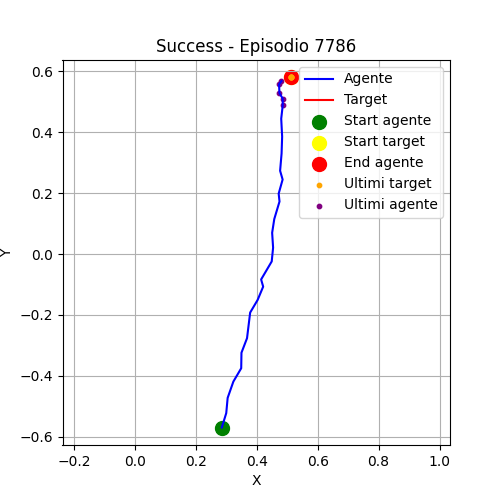 Success - Episodio 7786
0.6
0.4
0.2
0.0
−0.2
−0.4
−0.6
Y
Agente
Target
Start agente
Start target
End agente
Ultimi target
Ultimi agente
−0.2
0.0
0.2
0.4
0.6
0.8
1.0
X